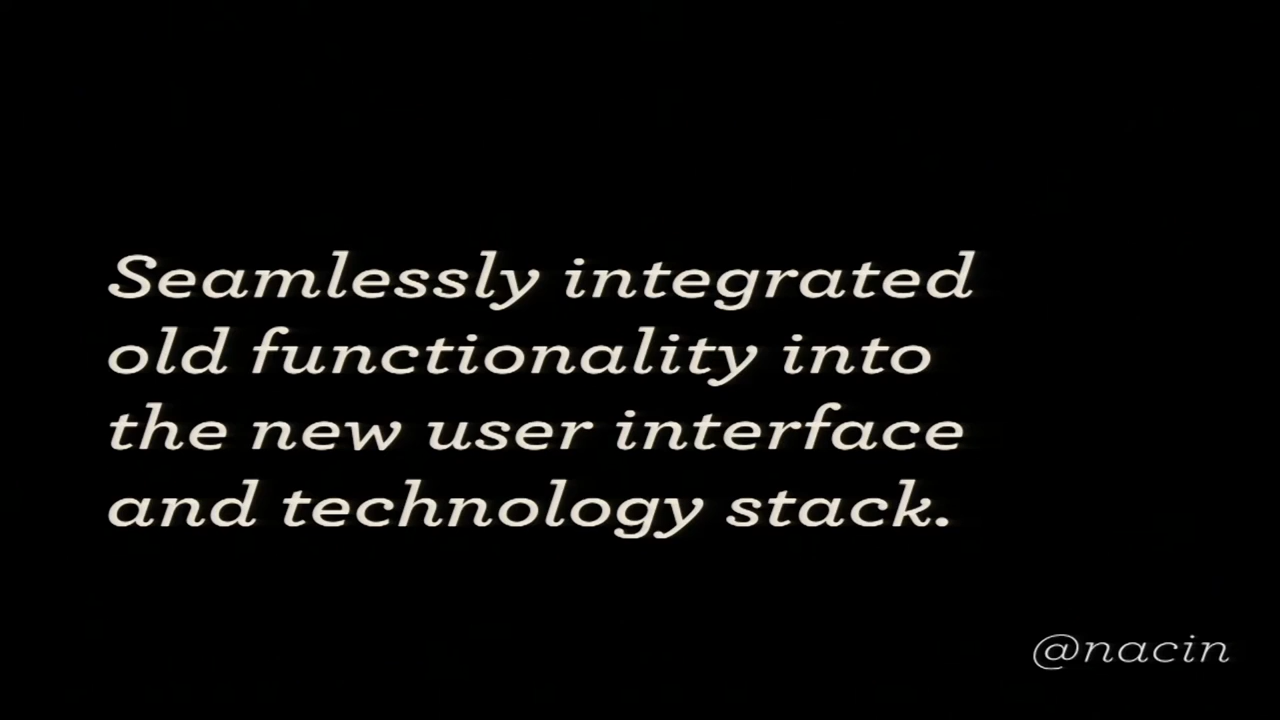 Seamlessly integrated
old functionality into
the new user interface
and technology stack.
@nacin